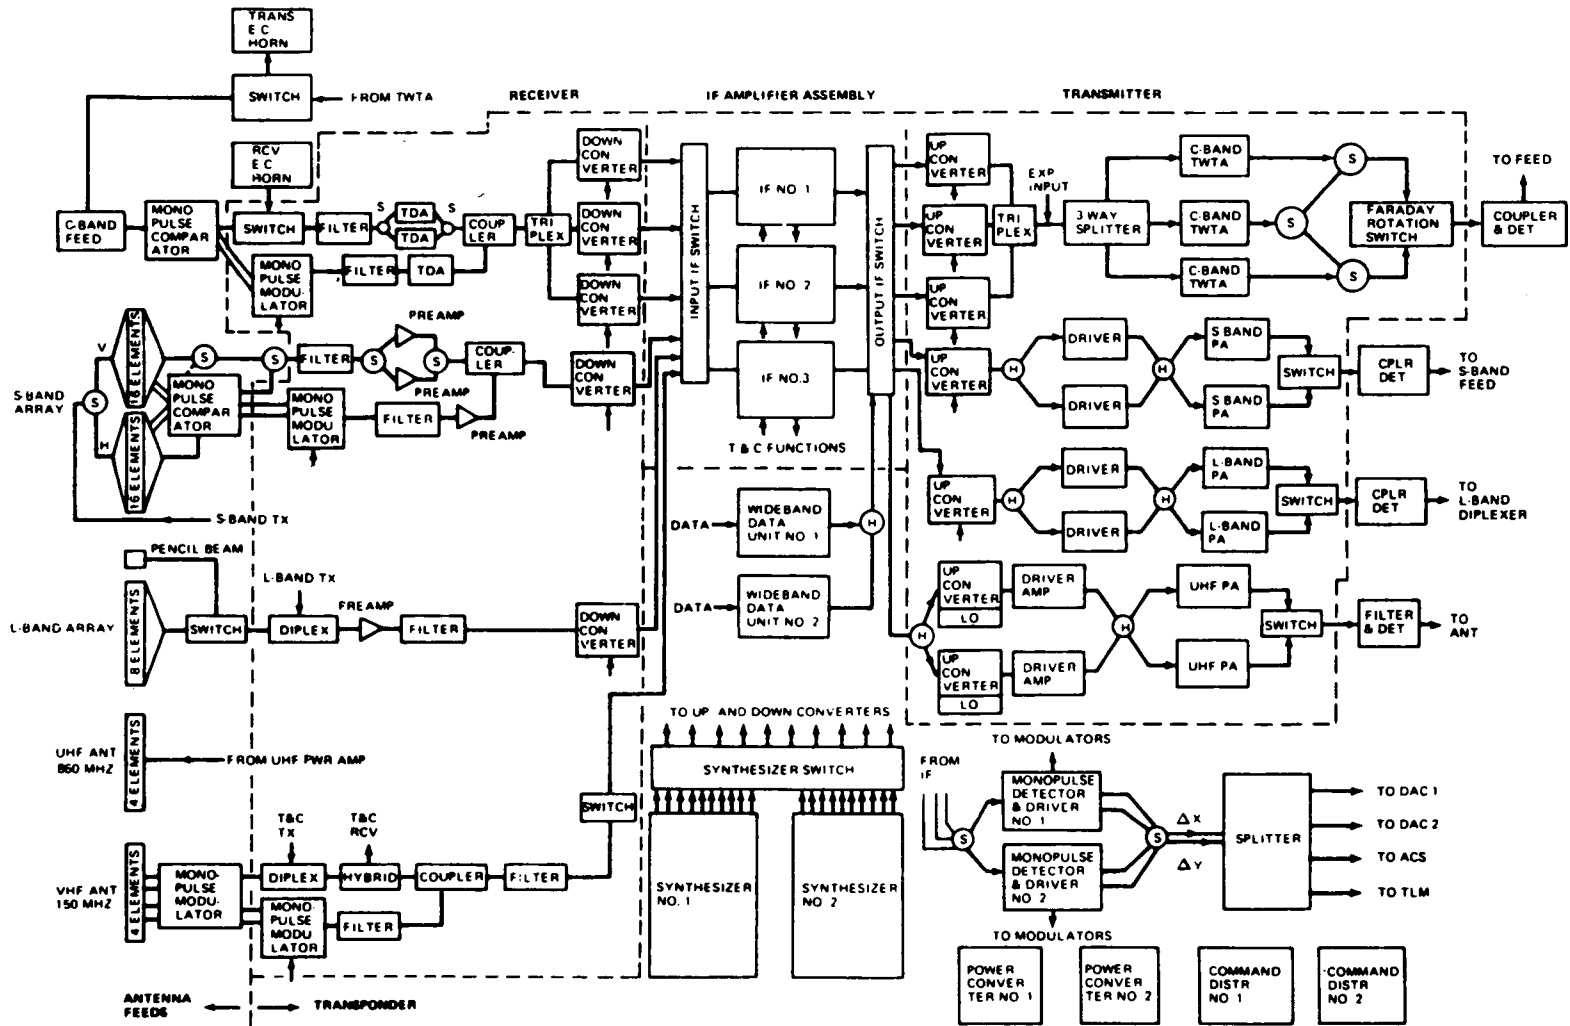 TRANS
E C
HORN
SWITCH
FROM TWTA
RECEIVER
IF AMPLIFIER ASSEMBLY
TRANSMITTER
RCV
E C
HORN
C-BAND
FEED
MONO
PULSE
COMPAR
ATOR
SWITCH
FILTER
S
TDA
TDA
S
COUP
LER
TRI
PLEX
DOWN
CON
VERTER
DOWN
CON
VERTER
DOWN
CON
VERTER
MONO
PULSE
MODU-
LATOR
FILTER
TDA
INPUT IF SWITCH
IF NO. 1
IF NO. 2
IF NO.3
T & C FUNCTIONS
OUTPUT IF SWITCH
UP
CON
VERTER
UP
CON
VERTER
UP
CON
VERTER
TRI
PLEX
EXP
INPUT
3 WAY
SPLITTER
C-BAND
TWTA
C-BAND
TWTA
C-BAND
TWTA
S
S
S
FARADAY
ROTATION
SWITCH
TO FEED
COUPLER
& DET
S-BAND
ARRAY
S
V
H
16 ELEMENTS
16 ELEMENTS
S
MONO
PULSE
COMPAR
ATOR
S
FILTER
S
PREAMP
PREAMP
S
COUP
LER
DOWN
CON
VERTER
MONO
PULSE
MODU
LATOR
FILTER
PREAMP
S-BAND TX
UP
CON
VERTER
H
DRIVER
DRIVER
H
S BAND
PA
S BAND
PA
SWITCH
CPLR
DET
TO
S-BAND
FEED
UP
CON
VERTER
H
DRIVER
DRIVER
H
L-BAND
PA
L-BAND
PA
SWITCH
CPLR
DET
TO
L-BAND
DIPLEXER
DATA
WIDEBAND
DATA
UNIT NO. 1
H
DATA
WIDEBAND
DATA
UNIT NO. 2
PENCIL BEAM
L-BAND ARRAY
8 ELEMENTS
SWITCH
L-BAND TX
DIPLEX
PREAMP
FILTER
DOWN
CON
VERTER
H
UP
CON
VERTER
LO
UP
CON
VERTER
LO
DRIVER
AMP
DRIVER
AMP
H
UHF PA
UHF PA
SWITCH
FILTER
& DET
TO
ANT
UHF ANT
860 MHZ
4 ELEMENTS
FROM UHF PWR AMP
TO UP AND DOWN CONVERTERS
SYNTHESIZER SWITCH
SYNTHESIZER
NO. 1
SYNTHESIZER
NO. 2
SWITCH
VHF ANT
150 MHZ
4 ELEMENTS
MONO-
PULSE
MODU-
LATOR
T&C
TX
DIPLEX
T&C
RCV
HYBRID
COUPLER
FILTER
MONO-
PULSE
MODU
LATOR
FILTER
FROM
IF
S
TO MODULATORS
MONOPULSE
DETECTOR
& DRIVER
NO. 1
MONOPULSE
DETECTOR
& DRIVER
NO. 2
TO MODULATORS
S
Δ X
Δ Y
SPLITTER
TO DAC 1
TO DAC 2
TO ACS
TO TLM
POWER
CONVER
TER NO. 1
POWER
CONVER
TER NO. 2
COMMAND
DISTR
NO. 1
COMMAND
DISTR
NO. 2
ANTENNA
FEEDS
TRANSPONDER